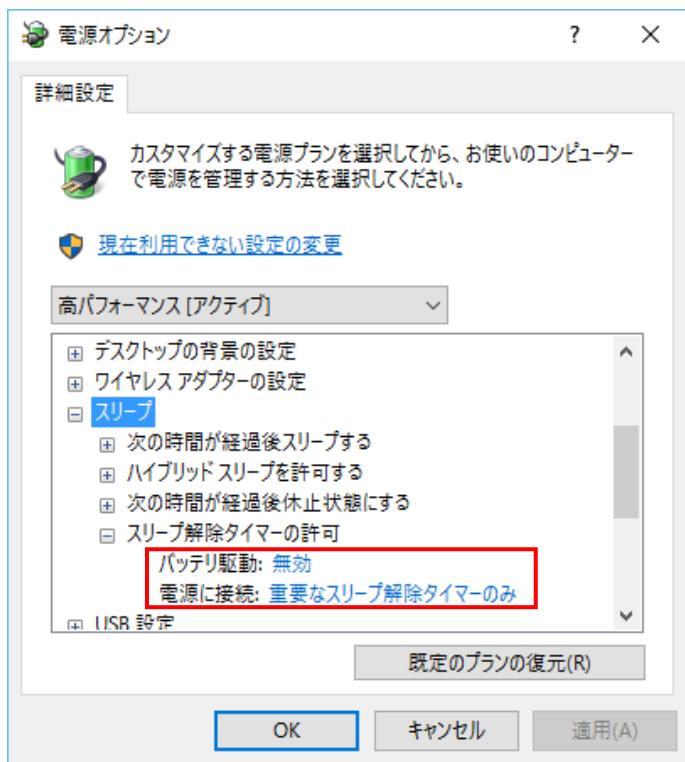 電源オプション
?
詳細設定
カスタマイズする電源プランを選択してから、お使いのコンピューター
で電源を管理する方法を選択してください。
現在利用できない設定の変更
高パフォーマンス [アクティブ]
デスクトップの背景の設定
ワイヤレス アダプターの設定
スリープ
次の時間が経過後スリープする
ハイブリッド スリープを許可する
次の時間が経過後休止状態にする
スリープ解除タイマーの許可
バッテリ駆動: 無効
電源に接続: 重要なスリープ解除タイマーのみ
USB 設定
既定のプランの復元(R)
OK
キャンセル
適用(A)